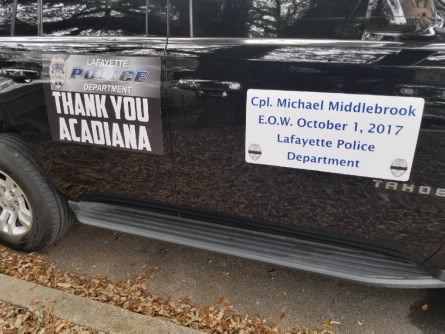 LAFAYETTE
POLICE
DEPARTMENT
THANK YOU
ACADIANA
Cpl. Michael Middlebrook
E.O.W. October 1, 2017
Lafayette Police
Department
TAHOE